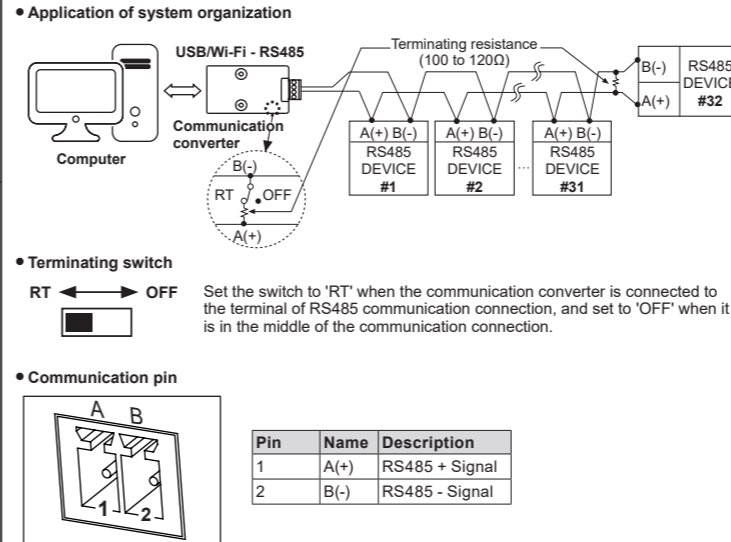 • Application of system organization
USB/Wi-Fi - RS485
Terminating resistance
(100 to 120Ω)
B(-)
RS485
DEVICE
#32
A(+)
Communication
converter
Computer
B(-)
RT
OFF
A(+)
A(+) B(-)
RS485
DEVICE
#1
A(+) B(-)
RS485
DEVICE
#2
...
A(+) B(-)
RS485
DEVICE
#31
• Terminating switch
RT OFF
Set the switch to 'RT' when the communication converter is connected to
the terminal of RS485 communication connection, and set to 'OFF' when it
is in the middle of the communication connection.
• Communication pin
A B
1 2
Pin Name Description
1 A(+) RS485 + Signal
2 B(-) RS485 - Signal